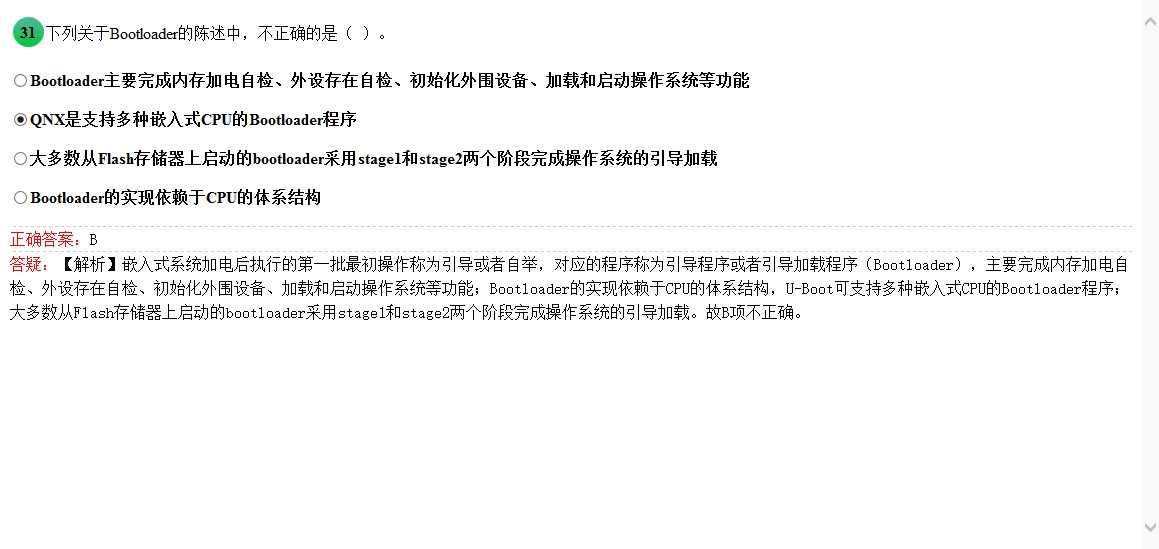 31 下列关于Bootloader的陈述中，不正确的是（ ）。
Bootloader主要完成内存加电自检、外设存在自检、初始化外围设备、加载和启动操作系统等功能
QNX是支持多种嵌入式CPU的Bootloader程序
大多数从Flash存储器上启动的bootloader采用stage1和stage2两个阶段完成操作系统的引导加载
Bootloader的实现依赖于CPU的体系结构
正确答案：B
答疑：【解析】嵌入式系统加电后执行的第一批最初操作称为引导或者自举，对应的程序称为引导程序或者引导加载程序（Bootloader），主要完成内存加电自
检、外设存在自检、初始化外围设备、加载和启动操作系统等功能；Bootloader的实现依赖于CPU的体系结构，U-Boot可支持多种嵌入式CPU的Bootloader程序；
大多数从Flash存储器上启动的bootloader采用stage1和stage2两个阶段完成操作系统的引导加载。故B项不正确。